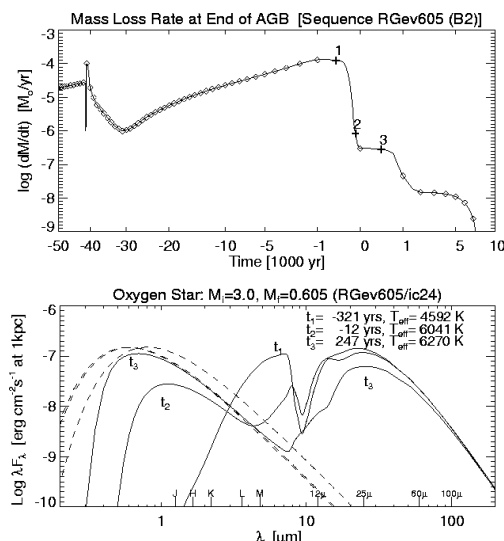 Mass Loss Rate at End of AGB [Sequence RGev605 (B2)]
log (dM/dt) [M☉/yr]
-3
-4
-5
-6
-7
-8
-9
1
2
3
-50 -40 -30 -20 -10 -1 0 1 5 10
Time [1000 yr]
Oxygen Star: Mi=3.0, Mf=0.605 (RGev605/ic24)
t1= -321 yrs, Teff=4592 K
t2= -12 yrs, Teff=6041 K
t3= 247 yrs, Teff=6270 K
Log λFλ [erg cm-2s-1 at 1kpc]
-6
-7
-8
-9
-10
t3
t1
t2
t3
J H K L M 12μ 25μ 60μ 100μ
1 10 100
λ [μm]